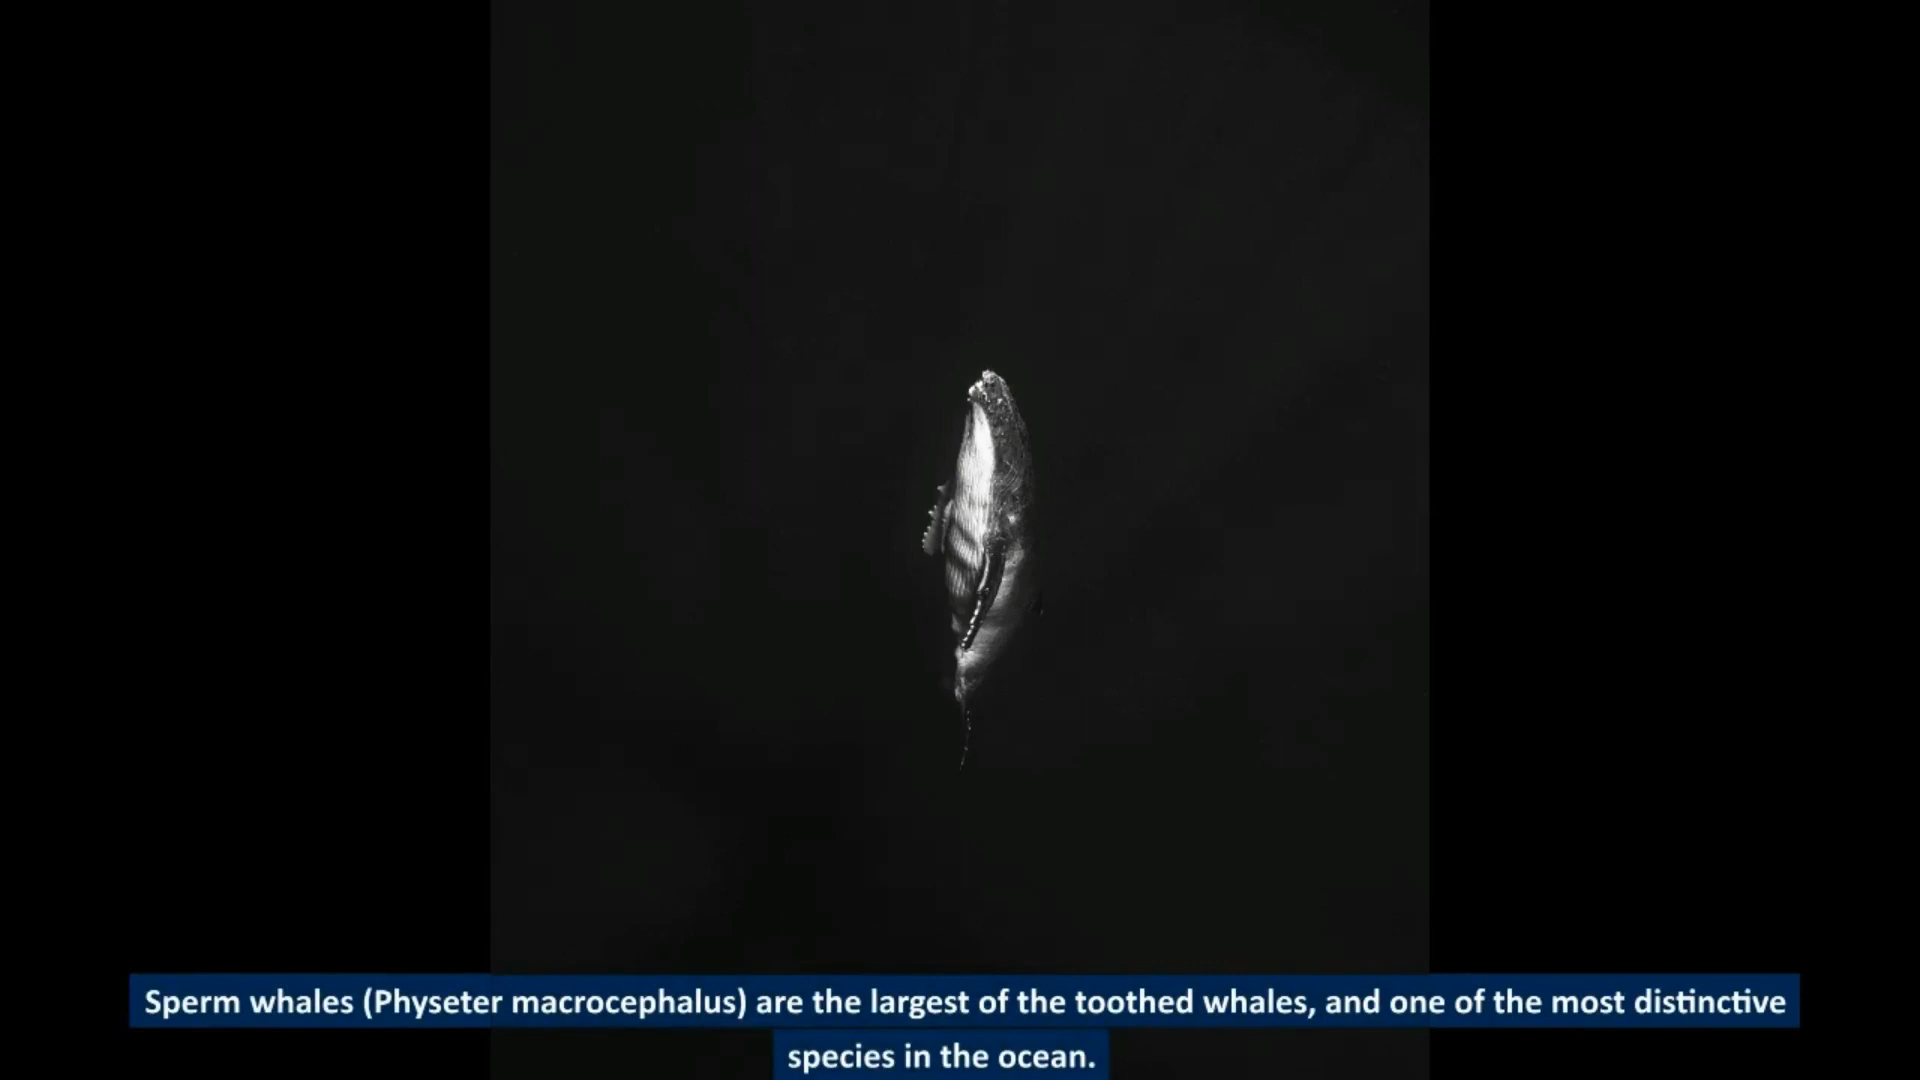 Sperm whales (Physeter macrocephalus) are the largest of the toothed whales, and one of the most distinctive
species in the ocean.